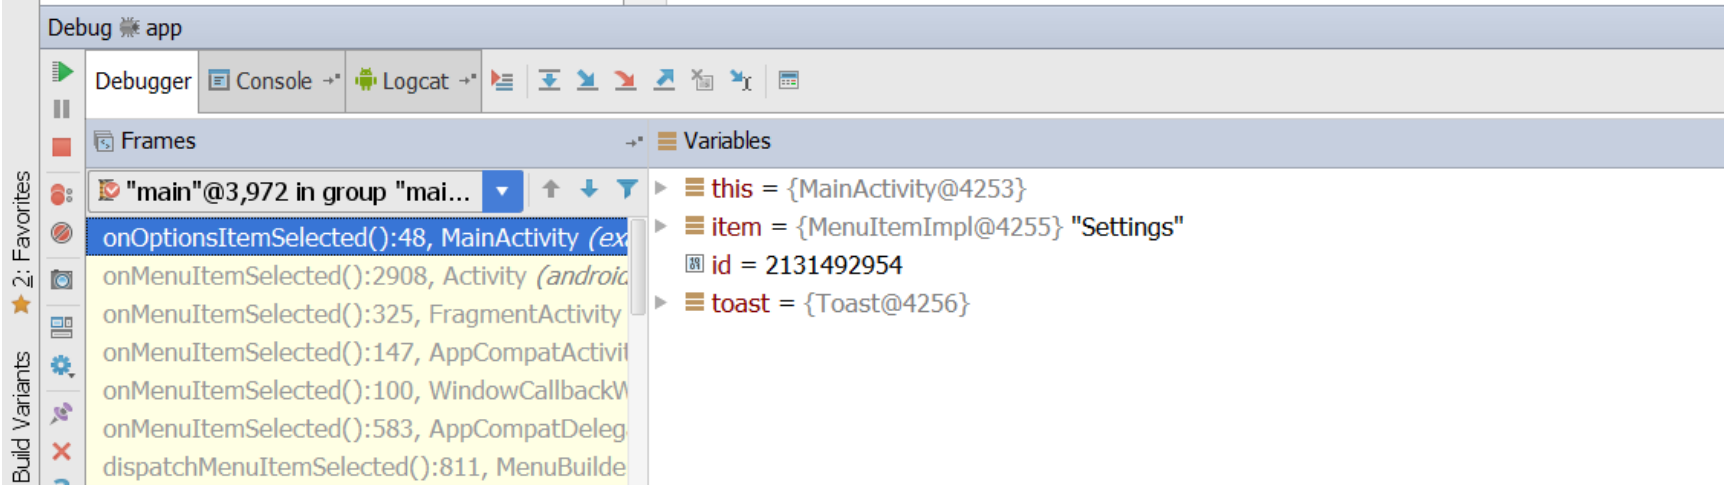 Debug app
Debugger Console Logcat
Frames
Variables
"main"@3,972 in group "mai...
onOptionsItemSelected():48, MainActivity (exa
onMenuItemSelected():2908, Activity (android
onMenuItemSelected():325, FragmentActivity
onMenuItemSelected():147, AppCompatActivit
onMenuItemSelected():100, WindowCallbackW
onMenuItemSelected():583, AppCompatDeleg
dispatchMenuItemSelected():811, MenuBuilde
this = {MainActivity@4253}
item = {MenuItemImpl@4255} "Settings"
id = 2131492954
toast = {Toast@4256}
2: Favorites
Build Variants